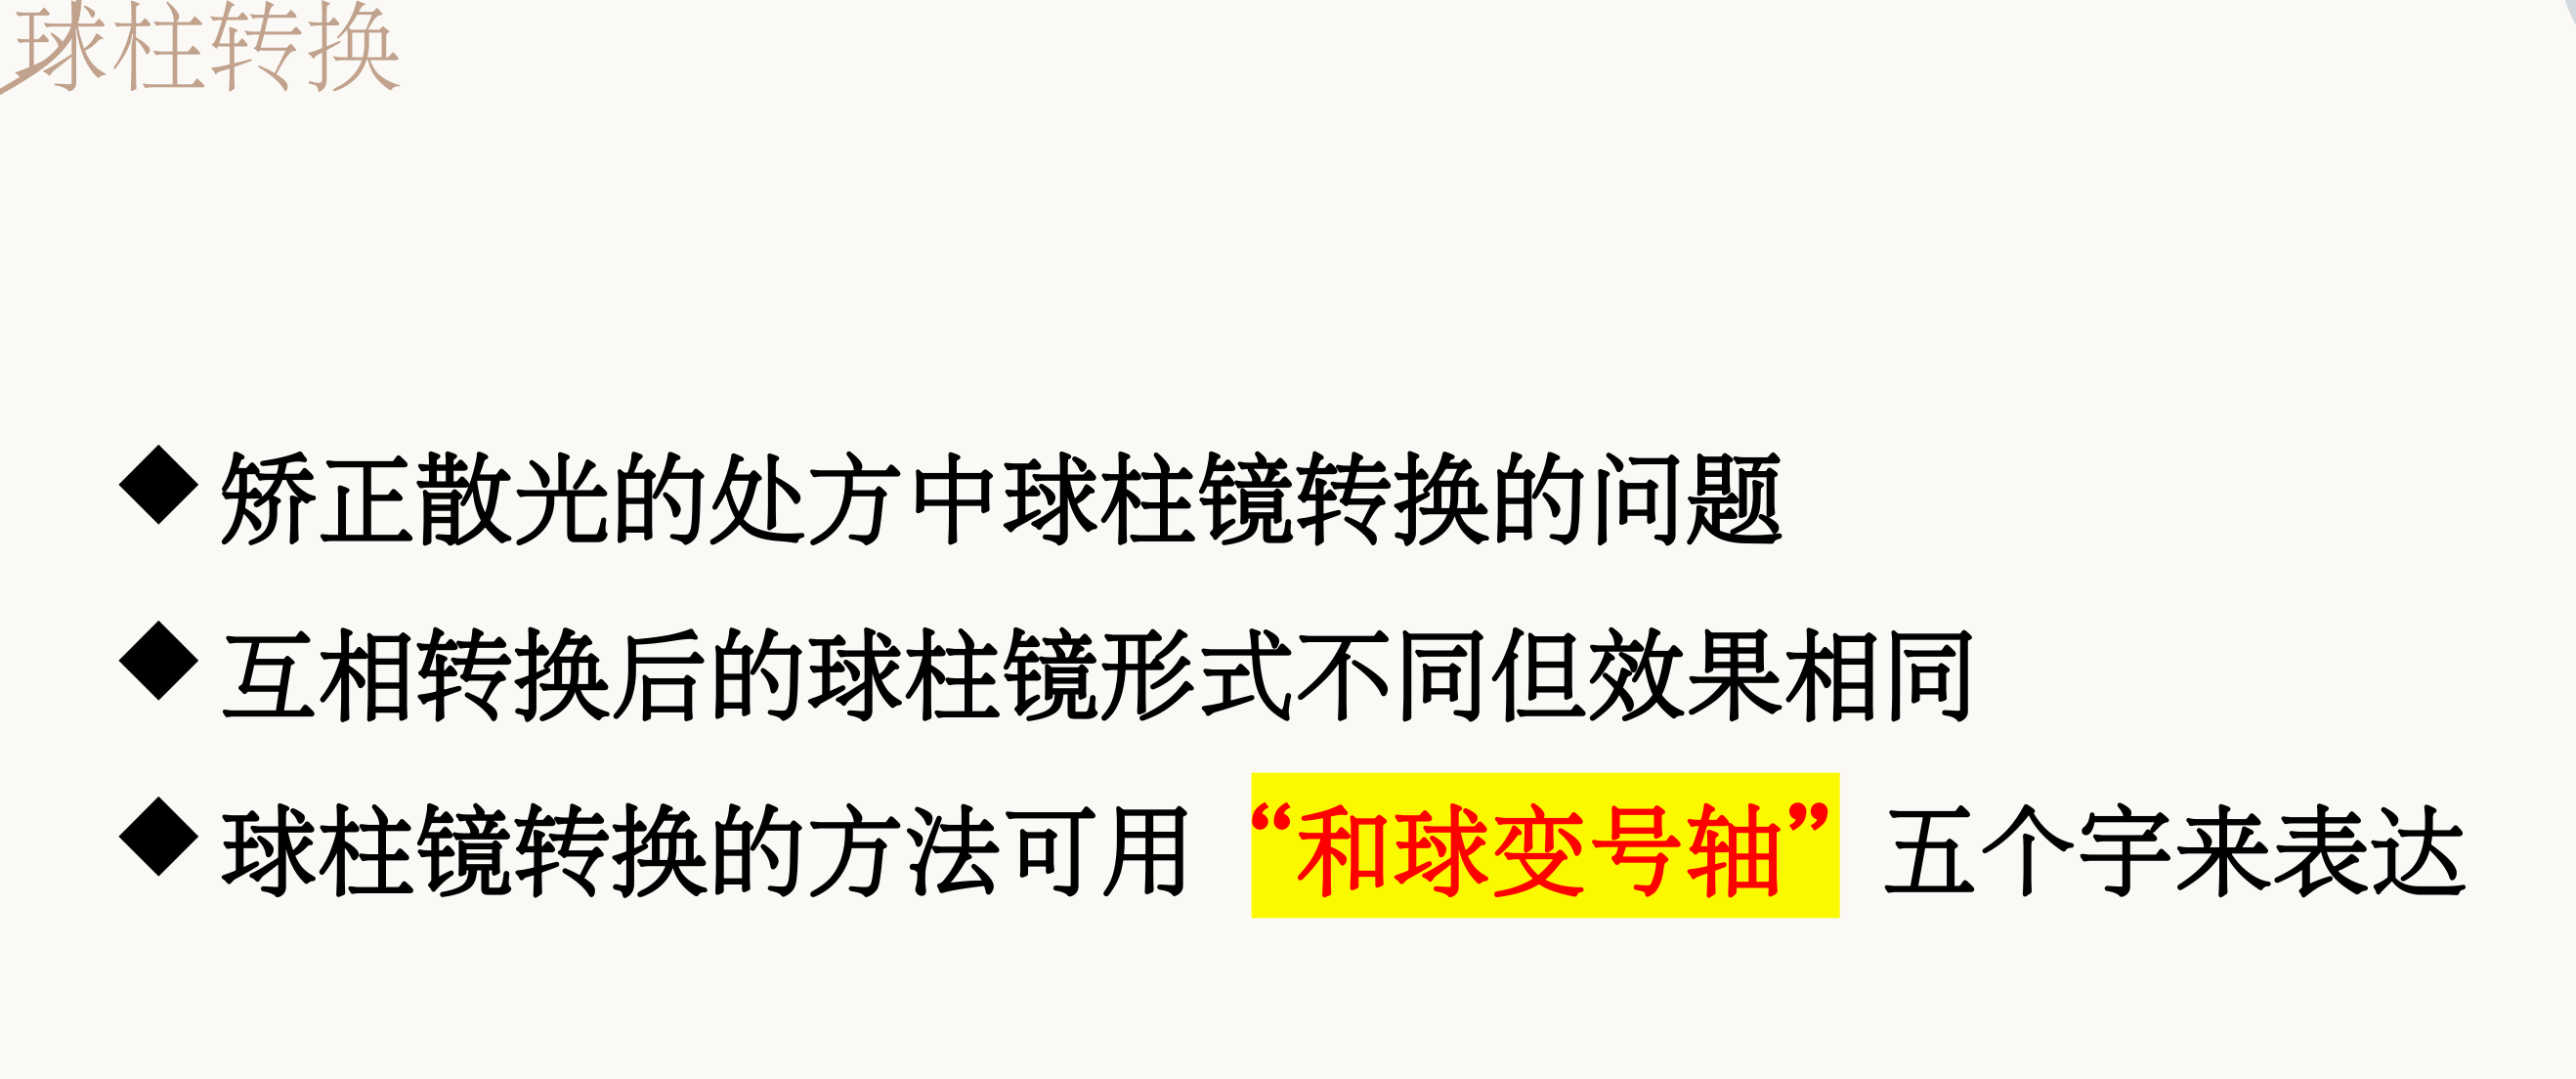 球柱转换
◆矫正散光的处方中球柱镜转换的问题
◆互相转换后的球柱镜形式不同但效果相同
◆球柱镜转换的方法可用 “和球变号轴” 五个字来表达